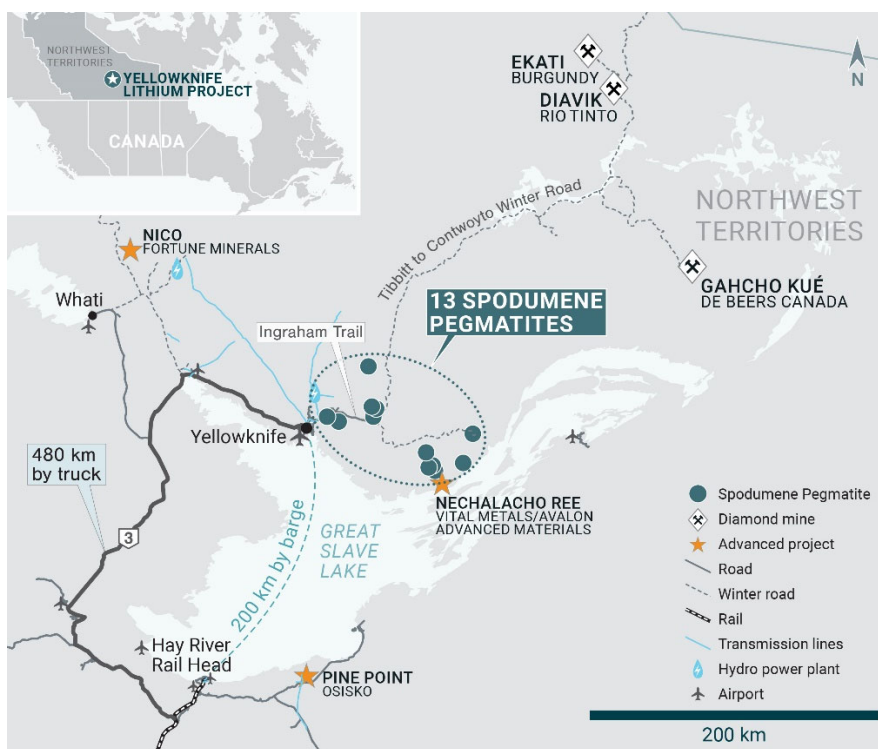 NORTHWEST
TERRITORIES
YELLOWKNIFE
LITHIUM PROJECT
CANADA
EKATI
BURGUNDY
DIAVIK
RIO TINTO
N
NICO
FORTUNE MINERALS
Tibbitt to Contwoyto Winter Road
NORTHWEST
TERRITORIES
GAHCHO KUÉ
DE BEERS CANADA
Whati
13 SPODUMENE
PEGMATITES
Ingraham Trail
Yellowknife
480 km
by truck
3
NECHALACHO REE
VITAL METALS/AVALON
ADVANCED MATERIALS
GREAT
SLAVE
LAKE
200 km by barge
Hay River
Rail Head
PINE POINT
OSISKO
Spodumene Pegmatite
Diamond mine
Advanced project
Road
Winter road
Rail
Transmission lines
Hydro power plant
Airport
200 km